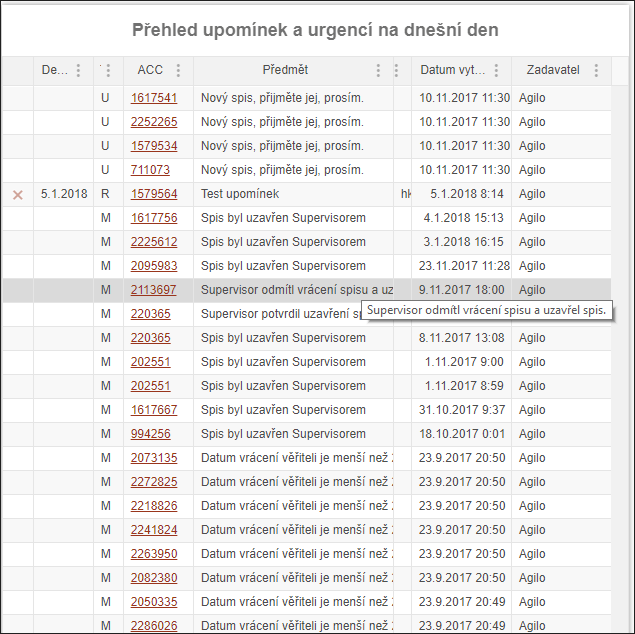 Přehled upomínek a urgencí na dnešní den
De... ACC Předmět Datum vyt... Zadavatel
U 1617541 Nový spis, přijměte jej, prosím. 10.11.2017 11:30 Agilo
U 2252265 Nový spis, přijměte jej, prosím. 10.11.2017 11:30 Agilo
U 1579534 Nový spis, přijměte jej, prosím. 10.11.2017 11:30 Agilo
U 711073 Nový spis, přijměte jej, prosím. 10.11.2017 11:30 Agilo
5.1.2018 R 1579564 Test upomínek hk 5.1.2018 8:14 Agilo
M 1617756 Spis byl uzavřen Supervisorem 4.1.2018 15:13 Agilo
M 2225612 Spis byl uzavřen Supervisorem 3.1.2018 16:15 Agilo
M 2095983 Spis byl uzavřen Supervisorem 23.11.2017 11:28 Agilo
M 2113697 Supervisor odmítl vrácení spisu a uz 9.11.2017 18:00 Agilo
M 220365 Supervisor potvrdil uzavření sp
Supervisor odmítl vrácení spisu a uzavřel spis.
M 220365 Spis byl uzavřen Supervisorem 8.11.2017 13:08 Agilo
M 202551 Spis byl uzavřen Supervisorem 1.11.2017 9:00 Agilo
M 202551 Spis byl uzavřen Supervisorem 1.11.2017 8:59 Agilo
M 1617667 Spis byl uzavřen Supervisorem 31.10.2017 9:37 Agilo
M 994256 Spis byl uzavřen Supervisorem 18.10.2017 0:01 Agilo
M 2073135 Datum vrácení věřiteli je menší než 23.9.2017 20:50 Agilo
M 2272825 Datum vrácení věřiteli je menší než 23.9.2017 20:50 Agilo
M 2218826 Datum vrácení věřiteli je menší než 23.9.2017 20:50 Agilo
M 2241824 Datum vrácení věřiteli je menší než 23.9.2017 20:50 Agilo
M 2263950 Datum vrácení věřiteli je menší než 23.9.2017 20:50 Agilo
M 2082380 Datum vrácení věřiteli je menší než 23.9.2017 20:50 Agilo
M 2050335 Datum vrácení věřiteli je menší než 23.9.2017 20:49 Agilo
M 2286026 Datum vrácení věřiteli je menší než 23.9.2017 20:49 Agilo